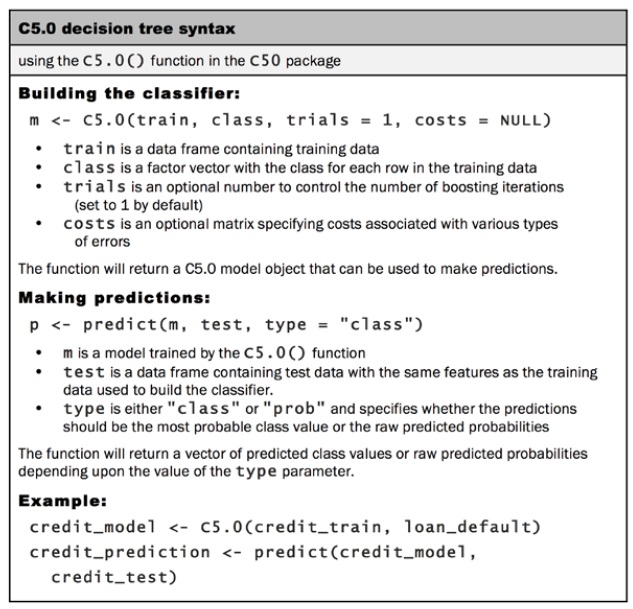 C5.0 decision tree syntax
using the C5.0() function in the C50 package
Building the classifier:
m <- C5.0(train, class, trials = 1, costs = NULL)
• train is a data frame containing training data
• class is a factor vector with the class for each row in the training data
• trials is an optional number to control the number of boosting iterations
(set to 1 by default)
• costs is an optional matrix specifying costs associated with various types
of errors
The function will return a C5.0 model object that can be used to make predictions.
Making predictions:
p <- predict(m, test, type = "class")
• m is a model trained by the C5.0() function
• test is a data frame containing test data with the same features as the training
data used to build the classifier.
• type is either "class" or "prob" and specifies whether the predictions
should be the most probable class value or the raw predicted probabilities
The function will return a vector of predicted class values or raw predicted probabilities
depending upon the value of the type parameter.
Example:
credit_model <- C5.0(credit_train, loan_default)
credit_prediction <- predict(credit_model,
credit_test)